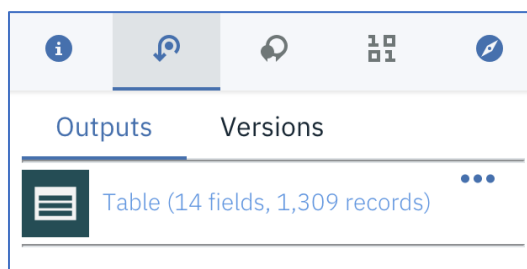 Outputs Versions
Table (14 fields, 1,309 records)